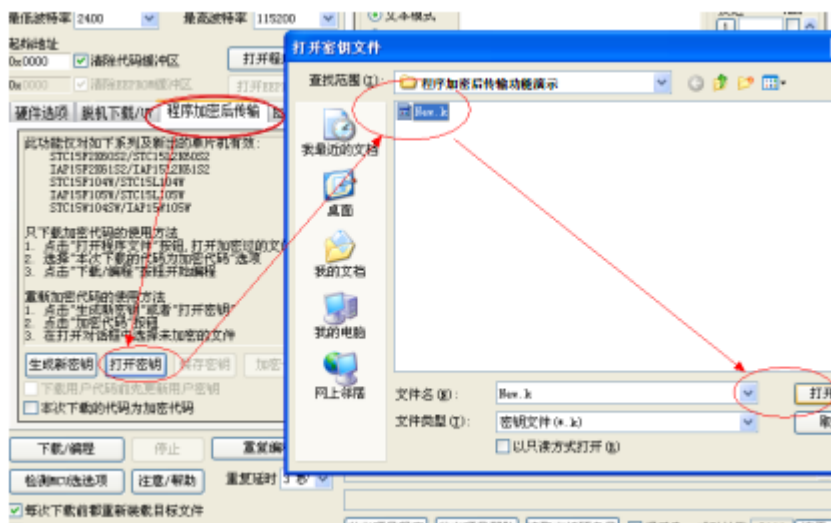 最低波特率 2400 最高波特率 115200 文本模式
起始地址
0x0000 清除代码缓冲区 打开程
0x0000 清除EEPROM缓冲区 打开EEP
硬件选项 脱机下载/U 程序加密后传输
此功能仅对如下系列及新出的单片机有效:
STC15F2K60S2/STC15L2K60S2
IAP15F2K61S2/IAP15L2K61S2
STC15F104W/STC15L104W
IAP15F105W/STC15L105W
STC15W104SW/IAP15W105W
只下载加密代码的使用方法
1. 点击"打开程序文件"按钮,打开加密过的文
2. 选择"本次下载的代码为加密代码"选项
3. 点击"下载/编程"按钮开始编程
重新加密代码的使用方法
1. 点击"生成新密钥"或者"打开密钥"
2. 点击"加密代码"按钮
3. 在打开对话框中选择未加密的文件
生成新密钥 打开密钥 保存密钥 加密
下载用户代码前先更新用户密钥
本次下载的代码为加密代码
下载/编程 停止 重复编
检测MCU选项 注意/帮助 重复延时 3 秒
每次下载前都重新装载目标文件
打开密钥文件
查找范围(I): 程序加密后传输功能演示
New.k
我最近的文档
桌面
我的文档
我的电脑
网上邻居
文件名(N): New.k 打开
文件类型(T): 密钥文件(*.k) 取
以只读方式打开(R)